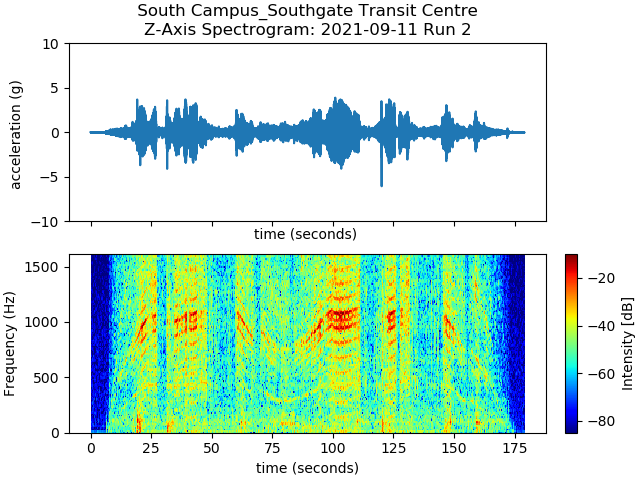 South Campus_Southgate Transit Centre
Z-Axis Spectrogram: 2021-09-11 Run 2
acceleration (g)
10
5
0
−5
−10
time (seconds)
Frequency (Hz)
1500
1000
500
0
0 25 50 75 100 125 150 175
time (seconds)
−20
−40
−60
−80
Intensity [dB]